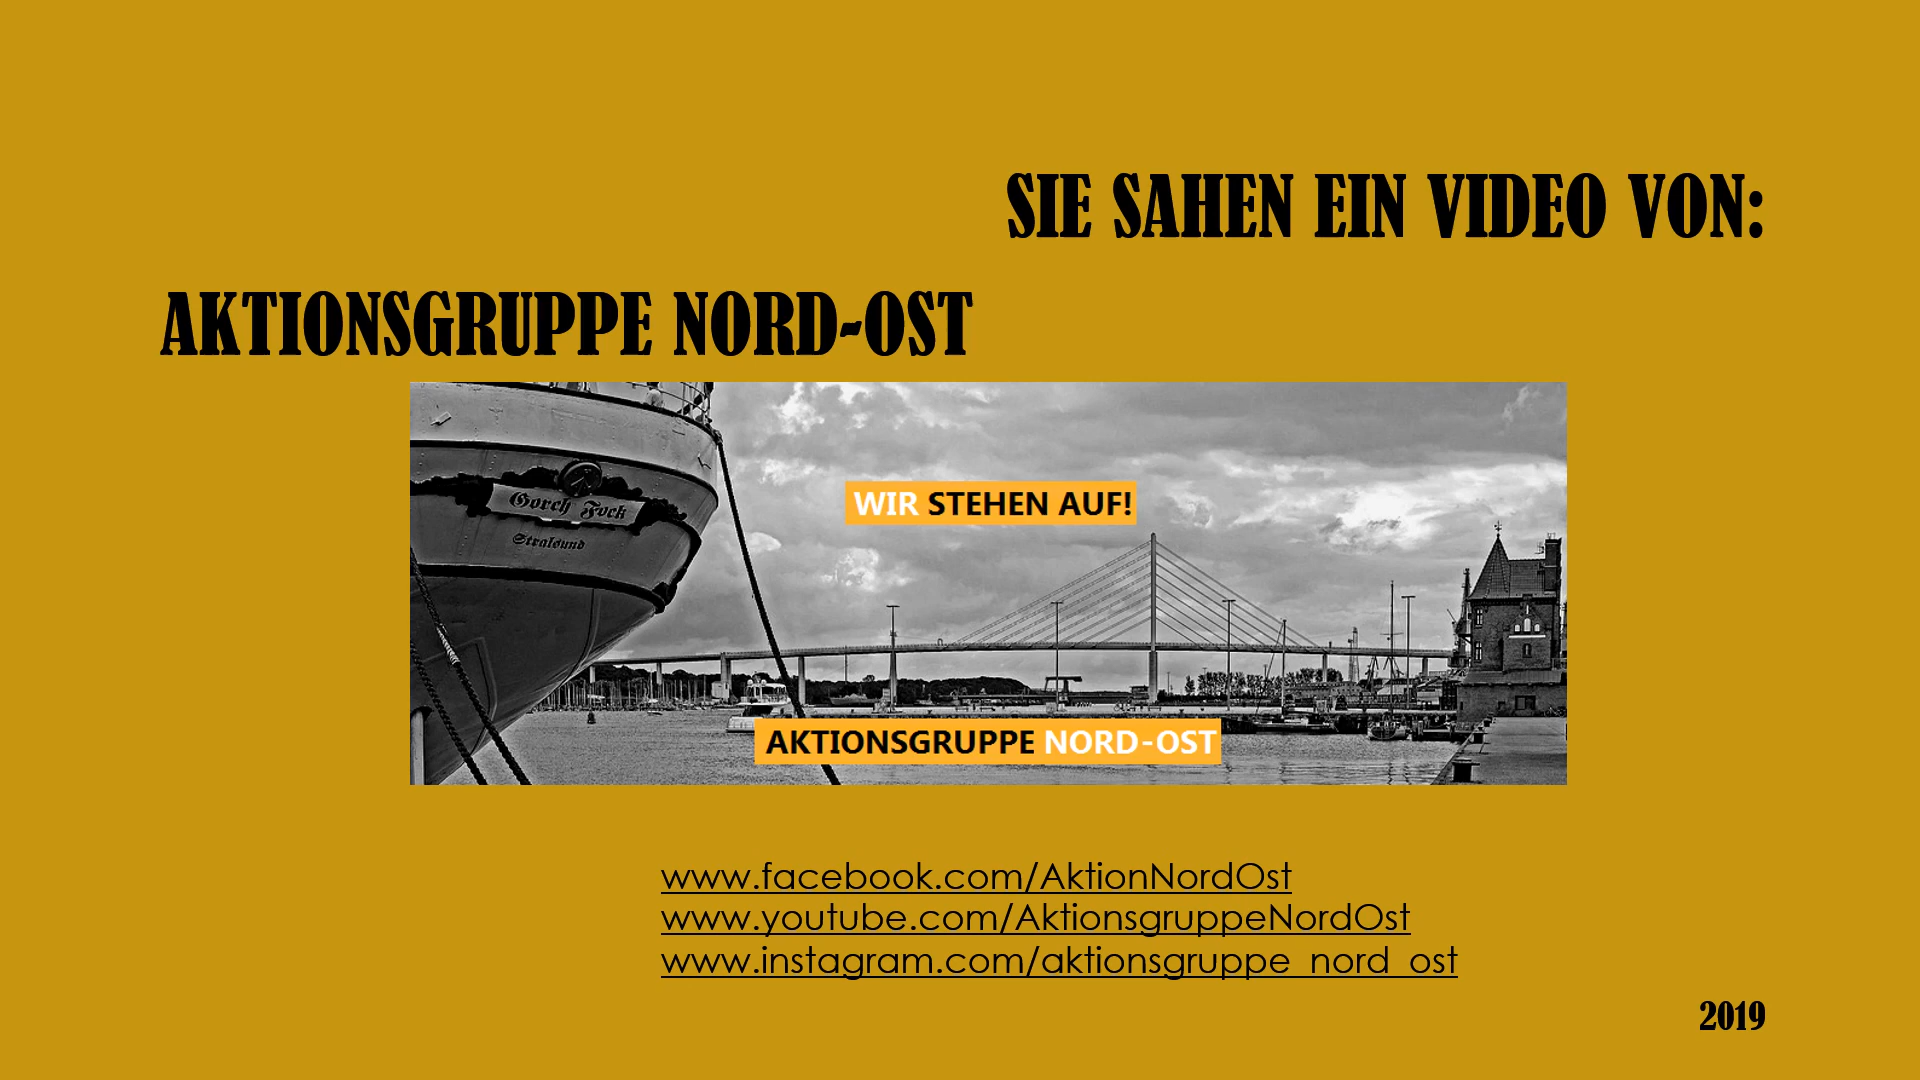 SIE SAHEN EIN VIDEO VON:
AKTIONSGRUPPE NORD-OST
Gorch Fock
Stralsund
WIR STEHEN AUF!
AKTIONSGRUPPE NORD-OST
www.facebook.com/AktionNordOst
www.youtube.com/AktionsgruppeNordOst
www.instagram.com/aktionsgruppe_nord_ost
2019